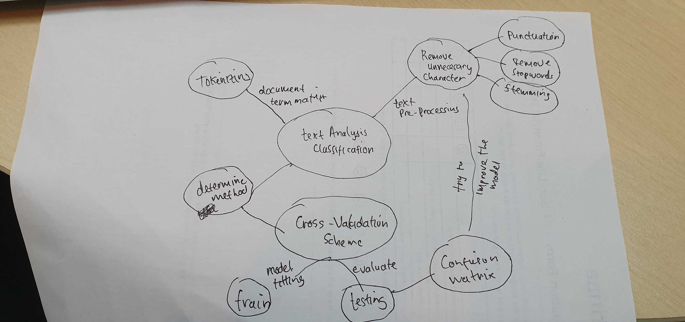 Punctuation
Remove
Unnecessary
Character
Remove
Stopwords
Stemming
Tokenizing
document
term matrix
text
Pre-processing
text Analysis
Classification
try to
improve the
model
determine
method
Cross-Validation
Scheme
Confusion
Matrix
model
fitting
evaluate
train
testing